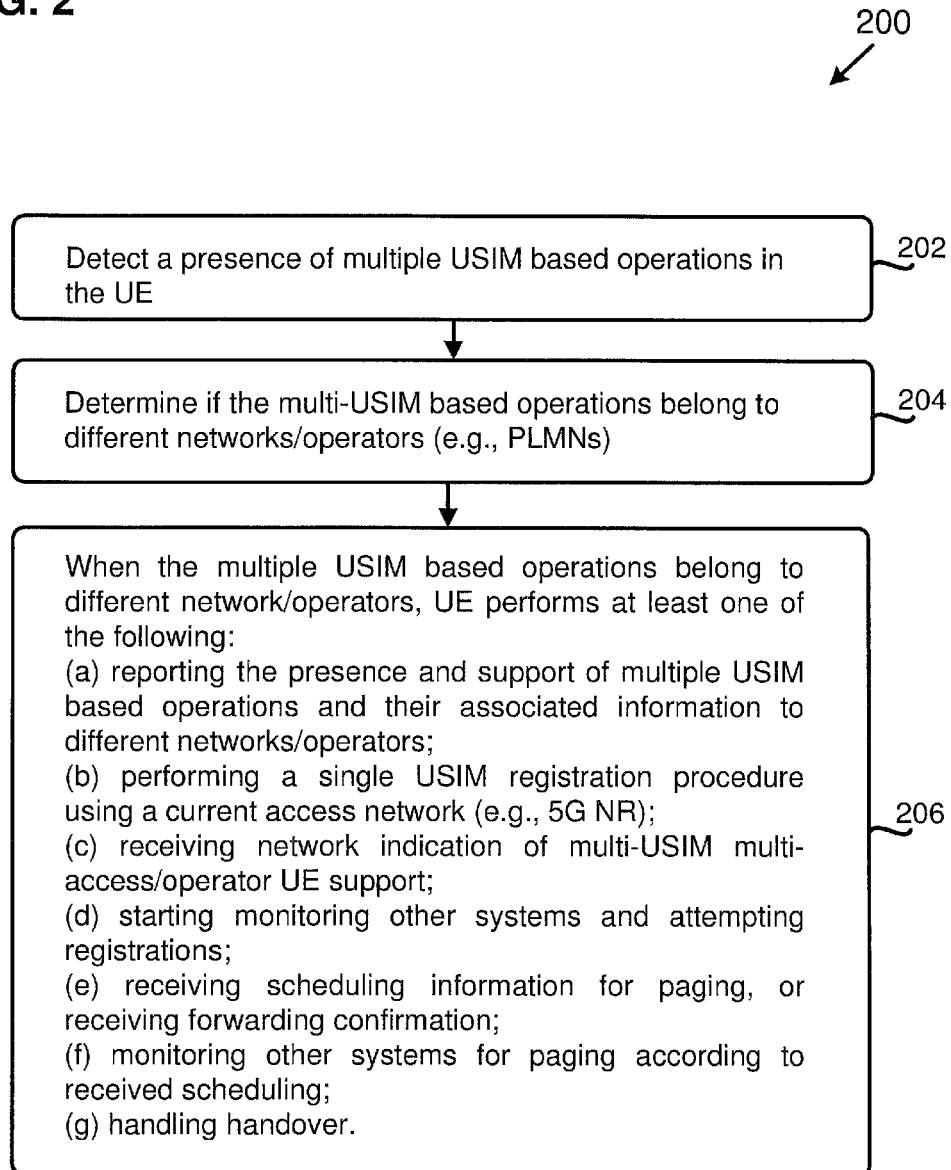 G. 2
200
Detect a presence of multiple USIM based operations in
the UE
202
Determine if the multi-USIM based operations belong to
different networks/operators (e.g., PLMNs)
204
When the multiple USIM based operations belong to
different network/operators, UE performs at least one of
the following:
(a) reporting the presence and support of multiple USIM
based operations and their associated information to
different networks/operators;
(b) performing a single USIM registration procedure
using a current access network (e.g., 5G NR);
(c) receiving network indication of multi-USIM multi-
access/operator UE support;
(d) starting monitoring other systems and attempting
registrations;
(e) receiving scheduling information for paging, or
receiving forwarding confirmation;
(f) monitoring other systems for paging according to
received scheduling;
(g) handling handover.
206